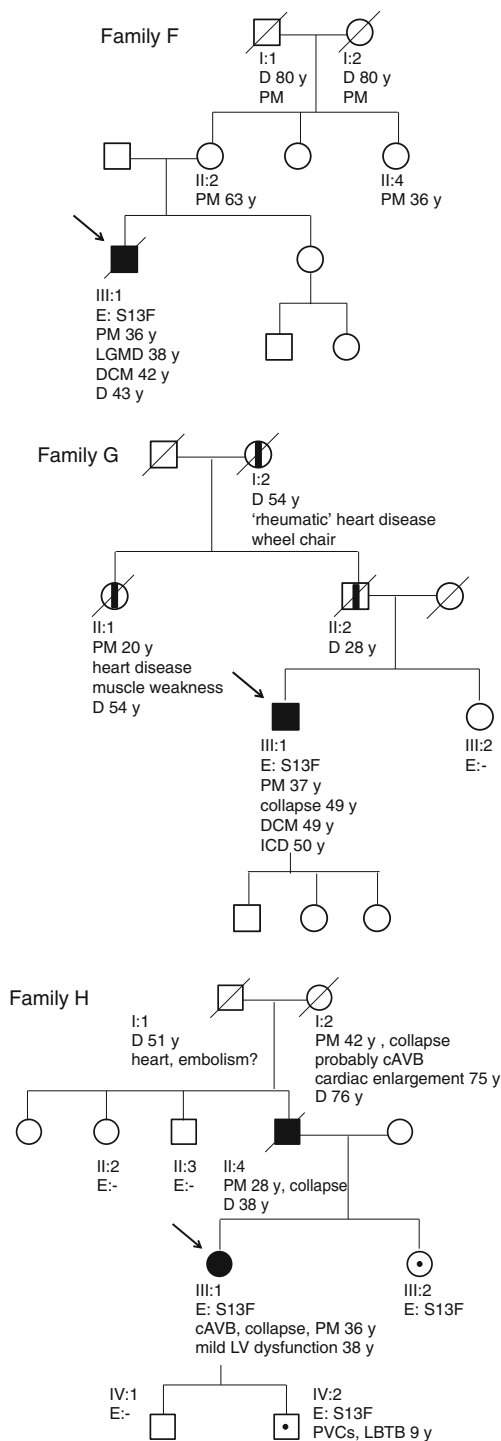 Family F
I:1
D 80 y
PM
I:2
D 80 y
PM
II:2
PM 63 y
II:4
PM 36 y
III:1
E: S13F
PM 36 y
LGMD 38 y
DCM 42 y
D 43 y
Family G
I:2
D 54 y
‘rheumatic’ heart disease
wheel chair
II:1
PM 20 y
heart disease
muscle weakness
D 54 y
II:2
D 28 y
III:1
E: S13F
PM 37 y
collapse 49 y
DCM 49 y
ICD 50 y
III:2
E:-
Family H
I:1
D 51 y
heart, embolism?
I:2
PM 42 y , collapse
probably cAVB
cardiac enlargement 75 y
D 76 y
II:2
E:-
II:3
E:-
II:4
PM 28 y, collapse
D 38 y
III:1
E: S13F
cAVB, collapse, PM 36 y
mild LV dysfunction 38 y
III:2
E: S13F
IV:1
E:-
IV:2
E: S13F
PVCs, LBTB 9 y